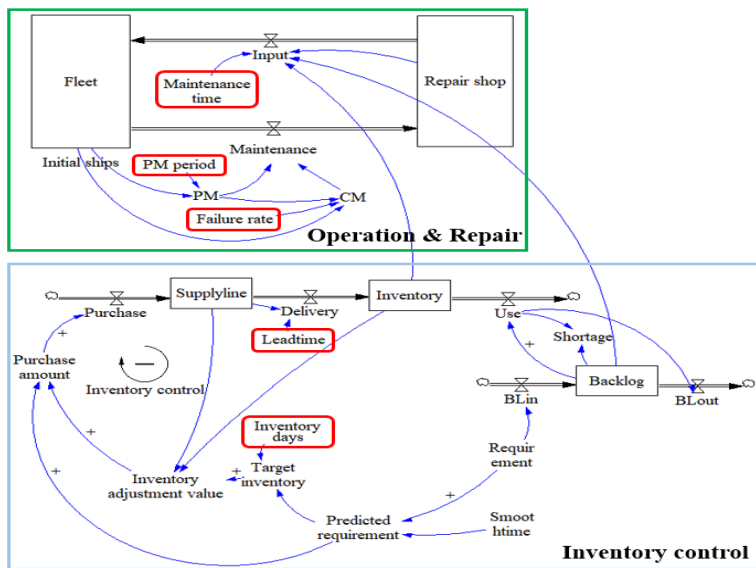 Fleet
Repair shop
Input
Maintenance
time
Maintenance
Initial ships
PM period
PM
CM
Failure rate
Operation & Repair
Supplyline
Inventory
Purchase
Delivery
Use
Leadtime
Shortage
+
+
Purchase
amount
Inventory control
Backlog
BLin
BLout
+
Inventory
days
Requir
ement
+
+
Inventory
adjustment value
Target
inventory
+
Predicted
requirement
Smoot
htime
Inventory control